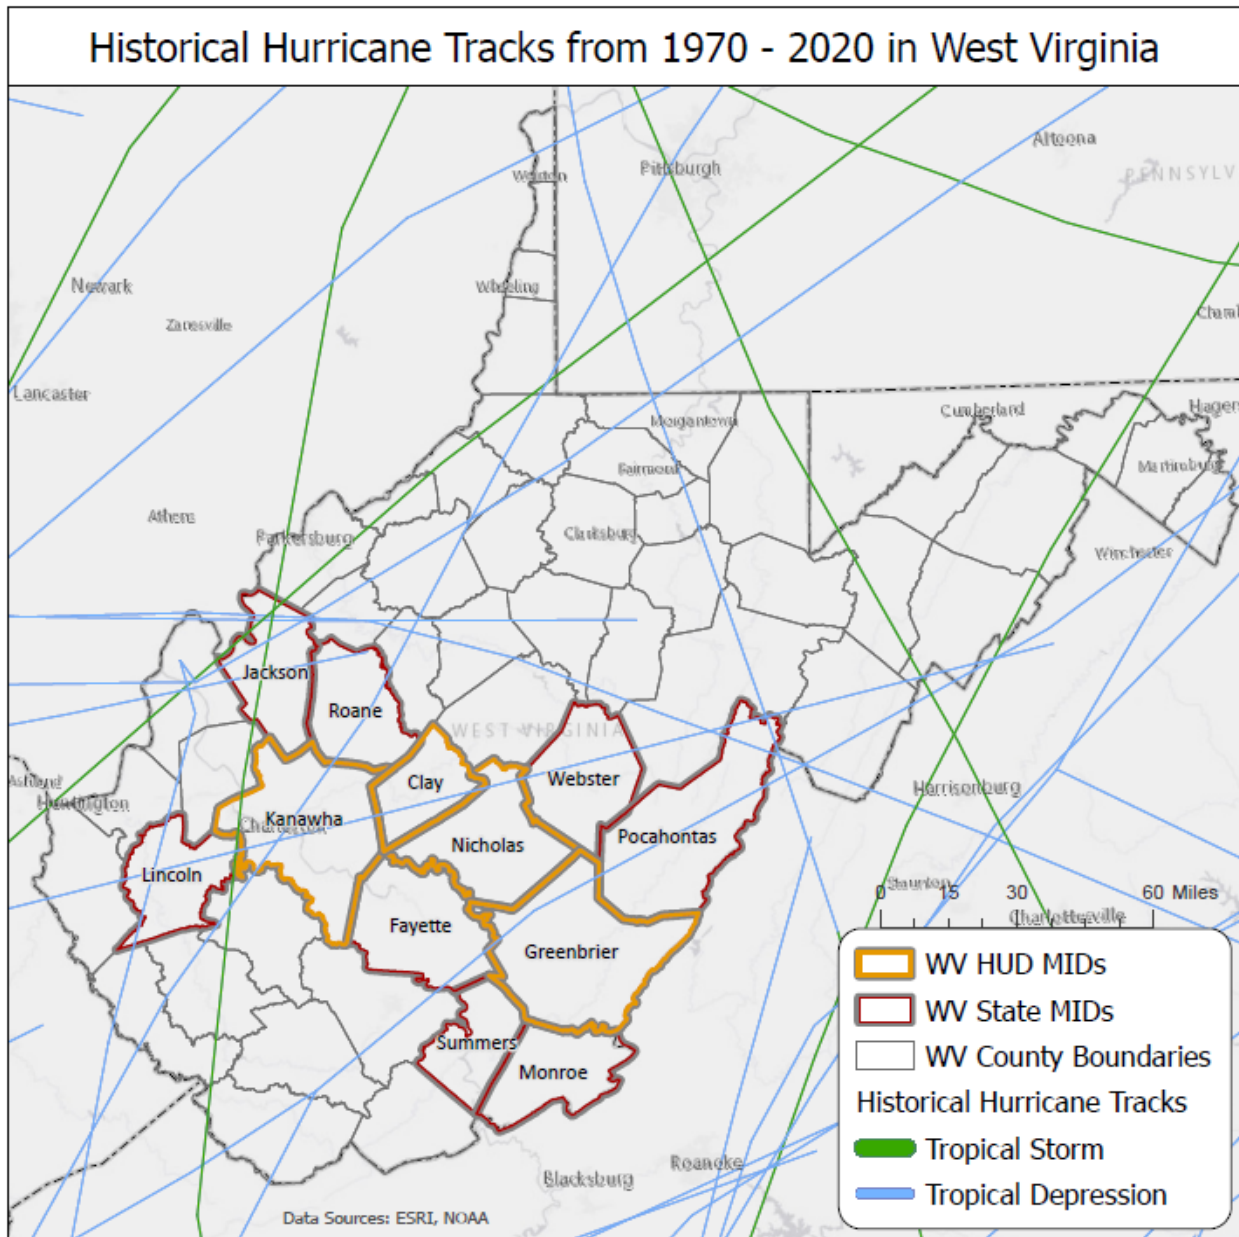 Historical Hurricane Tracks from 1970 - 2020 in West Virginia
Altoona
Pittsburgh
PENNSYLV
Weirton
Newark
Wheeling
Zanesville
Chamb
Lancaster
Cumberland
Hagers
Morgantown
Fairmont
Martinsburg
Athens
Parkersburg
Clarksburg
Winchester
Jackson
Roane
WEST VIRGINIA
Webster
Clay
Ashland
Huntington
Harrisonburg
Kanawha
Charleston
Pocahontas
Nicholas
Lincoln
Staunton
0 15 30 60 Miles
Charlottesville
Fayette
Greenbrier
WV HUD MIDs
WV State MIDs
Summers
WV County Boundaries
Monroe
Historical Hurricane Tracks
Tropical Storm
Roanoke
Blacksburg
Tropical Depression
Data Sources: ESRI, NOAA